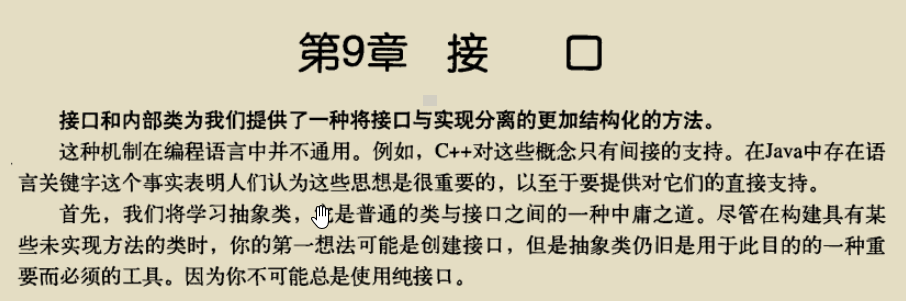 第9章 接 口
接口和内部类为我们提供了一种将接口与实现分离的更加结构化的方法。
这种机制在编程语言中并不通用。例如，C++对这些概念只有间接的支持。在Java中存在语
言关键字这个事实表明人们认为这些思想是很重要的，以至于要提供对它们的直接支持。
首先，我们将学习抽象类，是普通的类与接口之间的一种中庸之道。尽管在构建具有某
些未实现方法的类时，你的第一想法可能是创建接口，但是抽象类仍旧是用于此目的的一种重
要而必须的工具。因为你不可能总是使用纯接口。